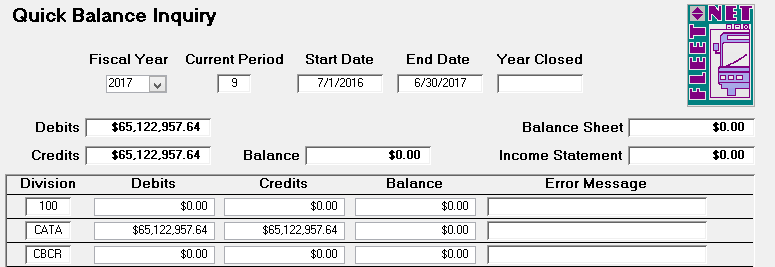 Quick Balance Inquiry
FLEET NET
Fiscal Year Current Period Start Date End Date Year Closed
2017 9 7/1/2016 6/30/2017
Debits $65,122,957.64 Balance Sheet $0.00
Credits $65,122,957.64 Balance $0.00 Income Statement $0.00
Division Debits Credits Balance Error Message
100 $0.00 $0.00 $0.00
CATA $65,122,957.64 $65,122,957.64 $0.00
CBCR $0.00 $0.00 $0.00